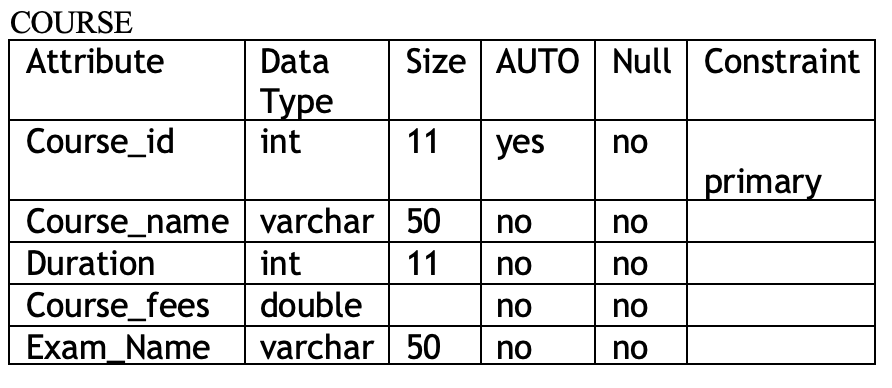 COURSE
Attribute Data Type Size AUTO Null Constraint
Course_id int 11 yes no primary
Course_name varchar 50 no no
Duration int 11 no no
Course_fees double no no
Exam_Name varchar 50 no no